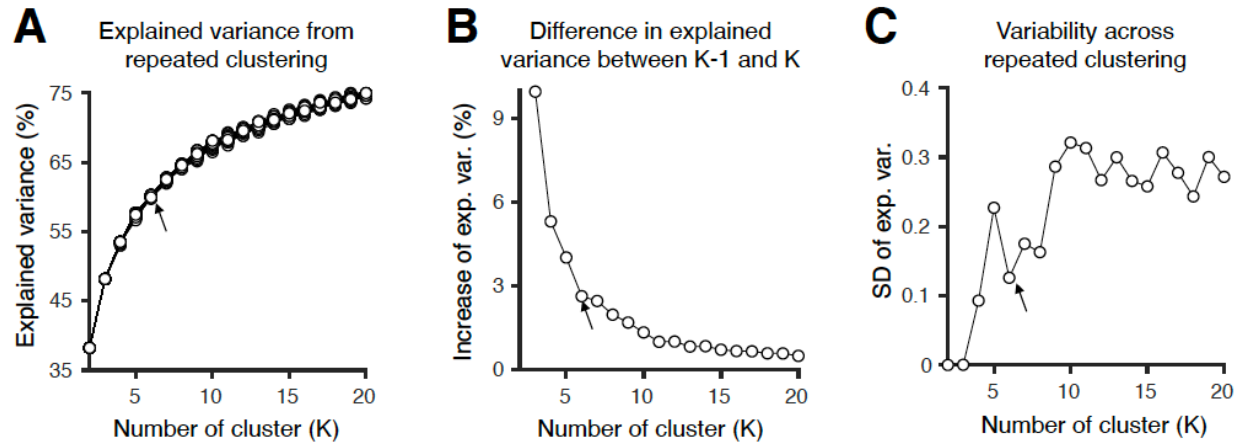 A
Explained variance from
repeated clustering
Explained variance (%)
75
65
55
45
35
5
10
15
20
Number of cluster (K)
B
Difference in explained
variance between K-1 and K
Increase of exp. var. (%)
9
6
3
0
5
10
15
20
Number of cluster (K)
C
Variability across
repeated clustering
SD of exp. var.
0.4
0.3
0.2
0.1
0
5
10
15
20
Number of cluster (K)